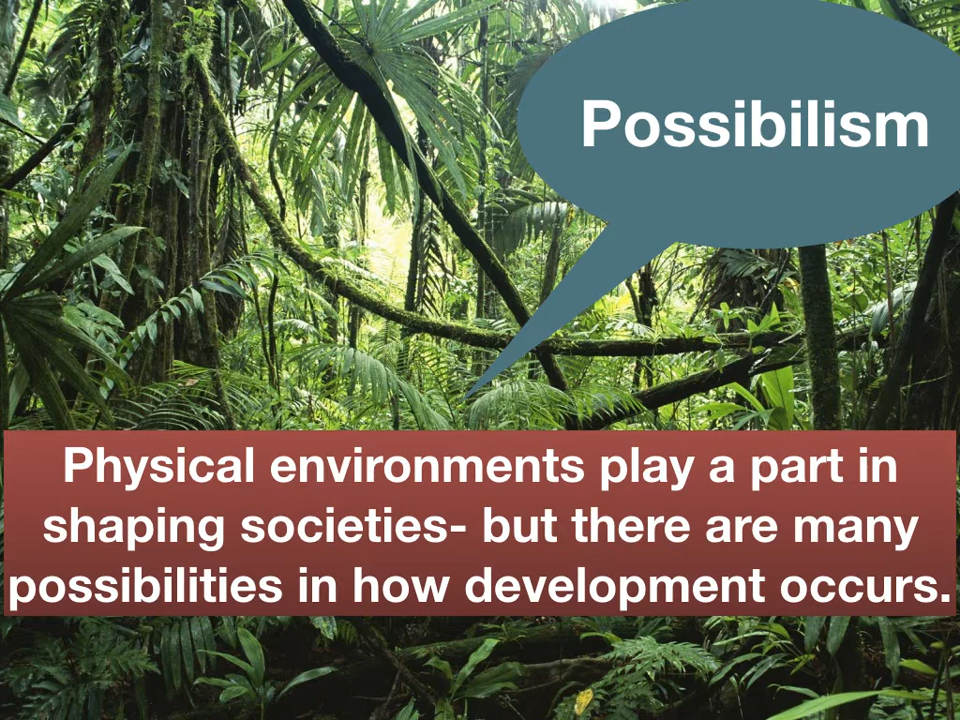 Possibilism
Physical environments play a part in
shaping societies- but there are many
possibilities in how development occurs.